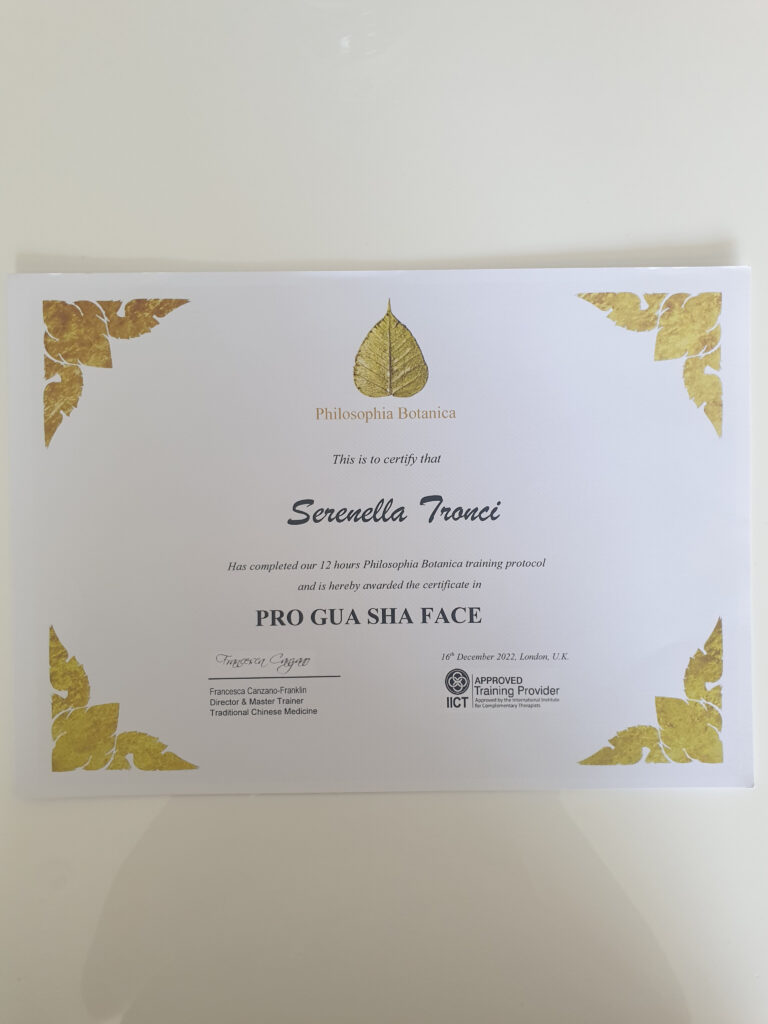 Philosophia Botanica
This is to certify that
Serenella Tronci
Has completed our 12 hours Philosophia Botanica training protocol
and is hereby awarded the certificate in
PRO GUA SHA FACE
Francesca Canzano
Francesca Canzano-Franklin
Director & Master Trainer
Traditional Chinese Medicine
16th December 2022, London, U.K.
IICT
APPROVED
Training Provider
Approved by the International Institute
for Complementary Therapists